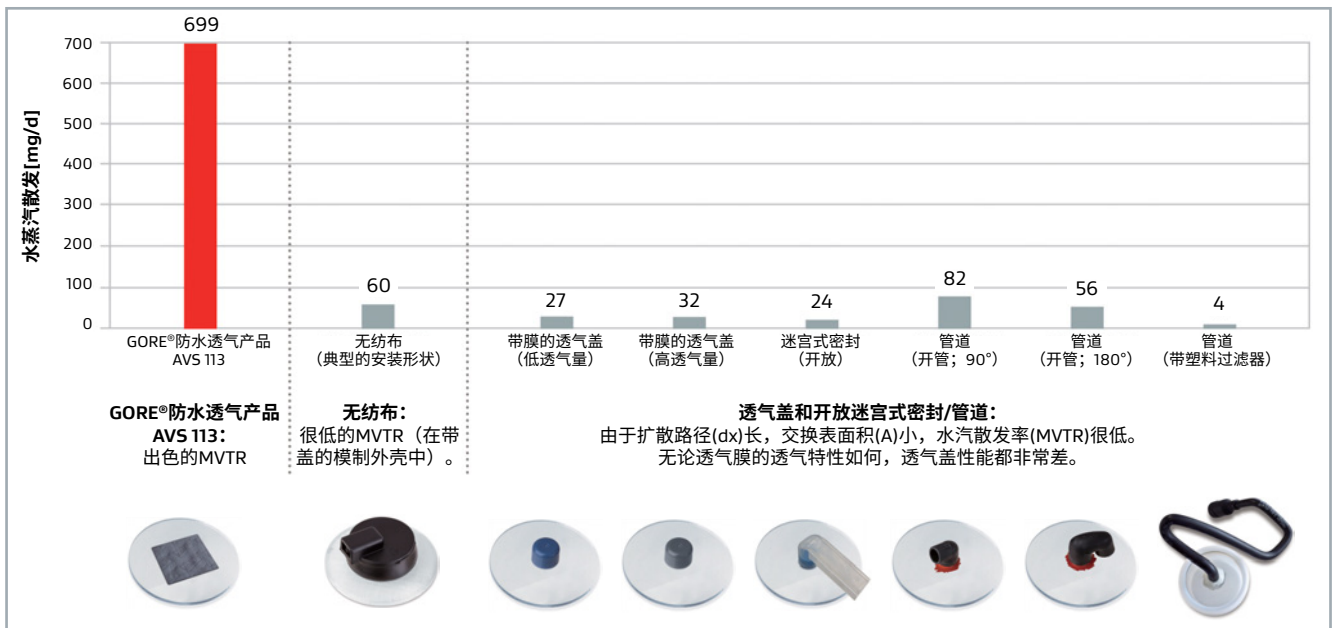 水蒸汽散发[mg/d]
700
600
500
400
300
200
100
0
699
60
27
32
24
82
56
4
GORE®防水透气产品
AVS 113
无纺布
（典型的安装形状）
带膜的透气盖
（低透气量）
带膜的透气盖
（高透气量）
迷宫式密封
（开放）
管道
（开管；90°）
管道
（开管；180°）
管道
（带塑料过滤器）
GORE®防水透气产品
AVS 113：
出色的MVTR
无纺布：
很低的MVTR（在带
盖的模制外壳中）。
透气盖和开放迷宫式密封/管道：
由于扩散路径(dx)长，交换表面积(A)小，水汽散发率(MVTR)很低。
无论透气膜的透气特性如何，透气盖性能都非常差。